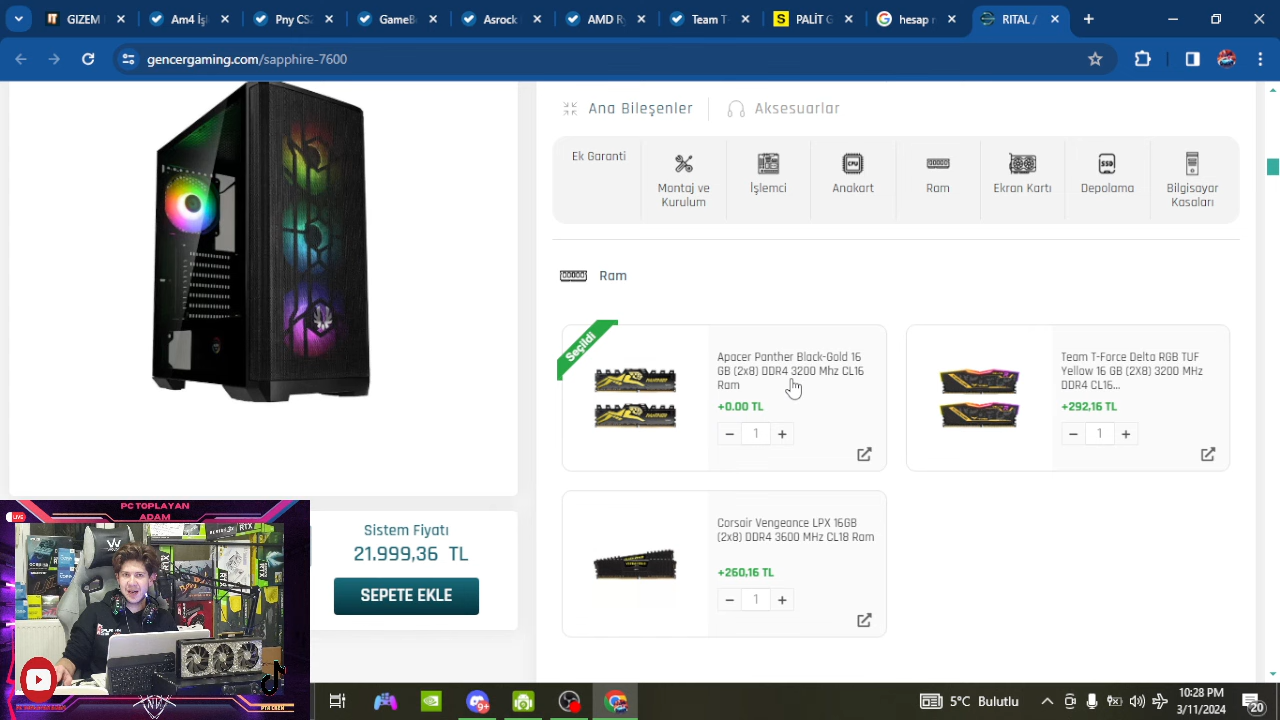 GIZEM
Am4 İşl
Pny CS
GameB
Asrock
AMD R
Team T
PALİT G
hesap r
RITAL /
gencergaming.com/sapphire-7600
Ana Bileşenler
Aksesuarlar
Ek Garanti
Montaj ve
Kurulum
İşlemci
CPU
Anakart
Ram
Ekran Kartı
SSD
Depolama
Bilgisayar
Kasaları
Ram
Seçildi
Apacer Panther Black-Gold 16
GB (2x8) DDR4 3200 Mhz CL16
Ram
+0.00 TL
1
Team T-Force Delta RGB TUF
Yellow 16 GB (2X8) 3200 MHz
DDR4 CL16...
+292,16 TL
1
Corsair Vengeance LPX 16GB
(2x8) DDR4 3600 MHz CL18 Ram
+260,16 TL
1
Sistem Fiyatı
21.999,36 TL
SEPETE EKLE
LIVE
PC TOPLAYAN
ADAM
9+
5°C Bulutlu
10:28 PM
3/11/2024
20